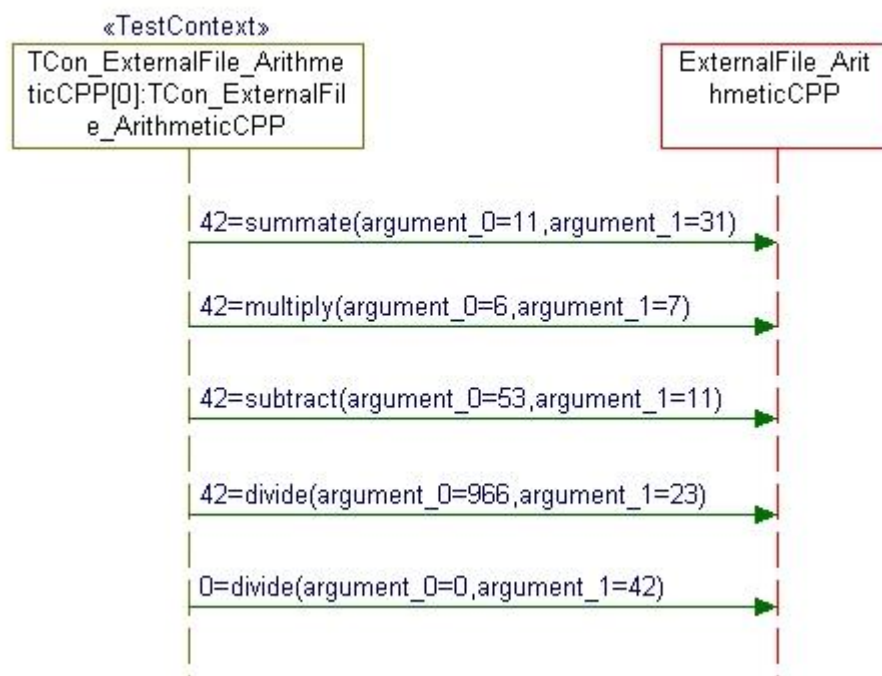 «TestContext»
TCon_ExternalFile_Arithme
ticCPP[0]:TCon_ExternalFil
e_ArithmeticCPP
ExternalFile_Arit
hmeticCPP
42=summate(argument_0=11,argument_1=31)
42=multiply(argument_0=6,argument_1=7)
42=subtract(argument_0=53,argument_1=11)
42=divide(argument_0=966,argument_1=23)
0=divide(argument_0=0,argument_1=42)